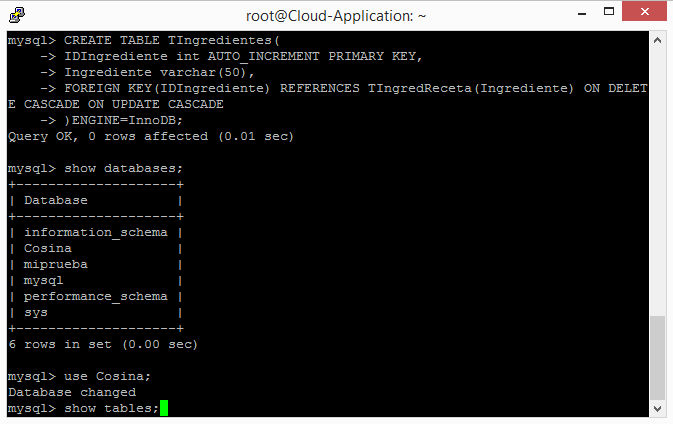 root@Cloud-Application: ~
mysql> CREATE TABLE TIngredientes(
    -> IDIngrediente int AUTO_INCREMENT PRIMARY KEY,
    -> Ingrediente varchar(50),
    -> FOREIGN KEY(IDIngrediente) REFERENCES TIngredReceta(Ingrediente) ON DELET
E CASCADE ON UPDATE CASCADE
    -> )ENGINE=InnoDB;
Query OK, 0 rows affected (0.01 sec)
mysql> show databases;
+--------------------+
| Database           |
+--------------------+
| information_schema |
| Cosina             |
| miprueba           |
| mysql              |
| performance_schema |
| sys                |
+--------------------+
6 rows in set (0.00 sec)
mysql> use Cosina;
Database changed
mysql> show tables;